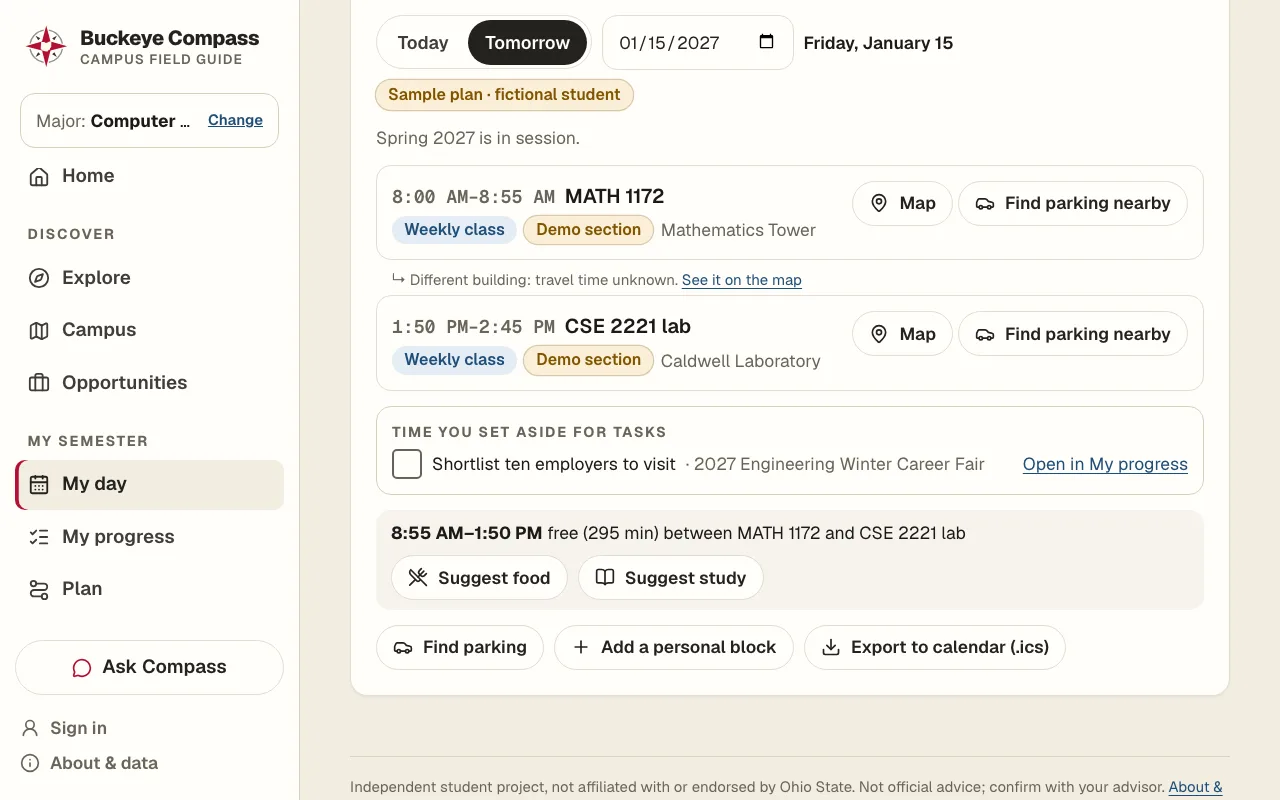 Buckeye Compass
CAMPUS FIELD GUIDE
Major: Computer ... Change
Home
DISCOVER
Explore
Campus
Opportunities
MY SEMESTER
My day
My progress
Plan
Ask Compass
Sign in
About & data
Today Tomorrow 01/15/2027 Friday, January 15
Sample plan · fictional student
Spring 2027 is in session.
8:00 AM–8:55 AM MATH 1172
Weekly class Demo section Mathematics Tower
Map Find parking nearby
↳ Different building: travel time unknown. See it on the map
1:50 PM–2:45 PM CSE 2221 lab
Weekly class Demo section Caldwell Laboratory
Map Find parking nearby
TIME YOU SET ASIDE FOR TASKS
Shortlist ten employers to visit · 2027 Engineering Winter Career Fair Open in My progress
8:55 AM–1:50 PM free (295 min) between MATH 1172 and CSE 2221 lab
Suggest food Suggest study
Find parking Add a personal block Export to calendar (.ics)
Independent student project, not affiliated with or endorsed by Ohio State. Not official advice; confirm with your advisor. About &